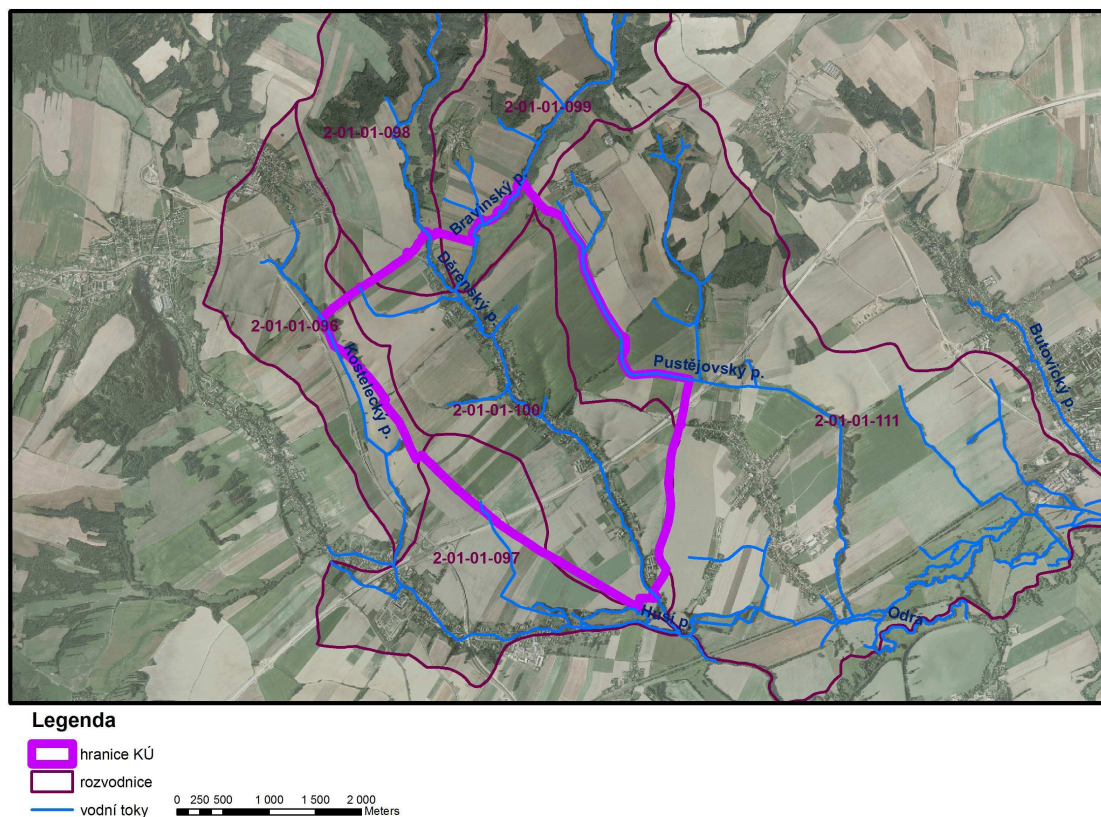 2-01-01-099
2-01-01-098
Bravinský p.
Děrenský p.
2-01-01-096
Kostelecký p.
Pustějovský p.
Butovický p.
2-01-01-100
2-01-01-111
2-01-01-097
Husí p.
Odra
Legenda
hranice KÚ
rozvodnice
vodní toky
0 250 500 1 000 1 500 2 000
Meters